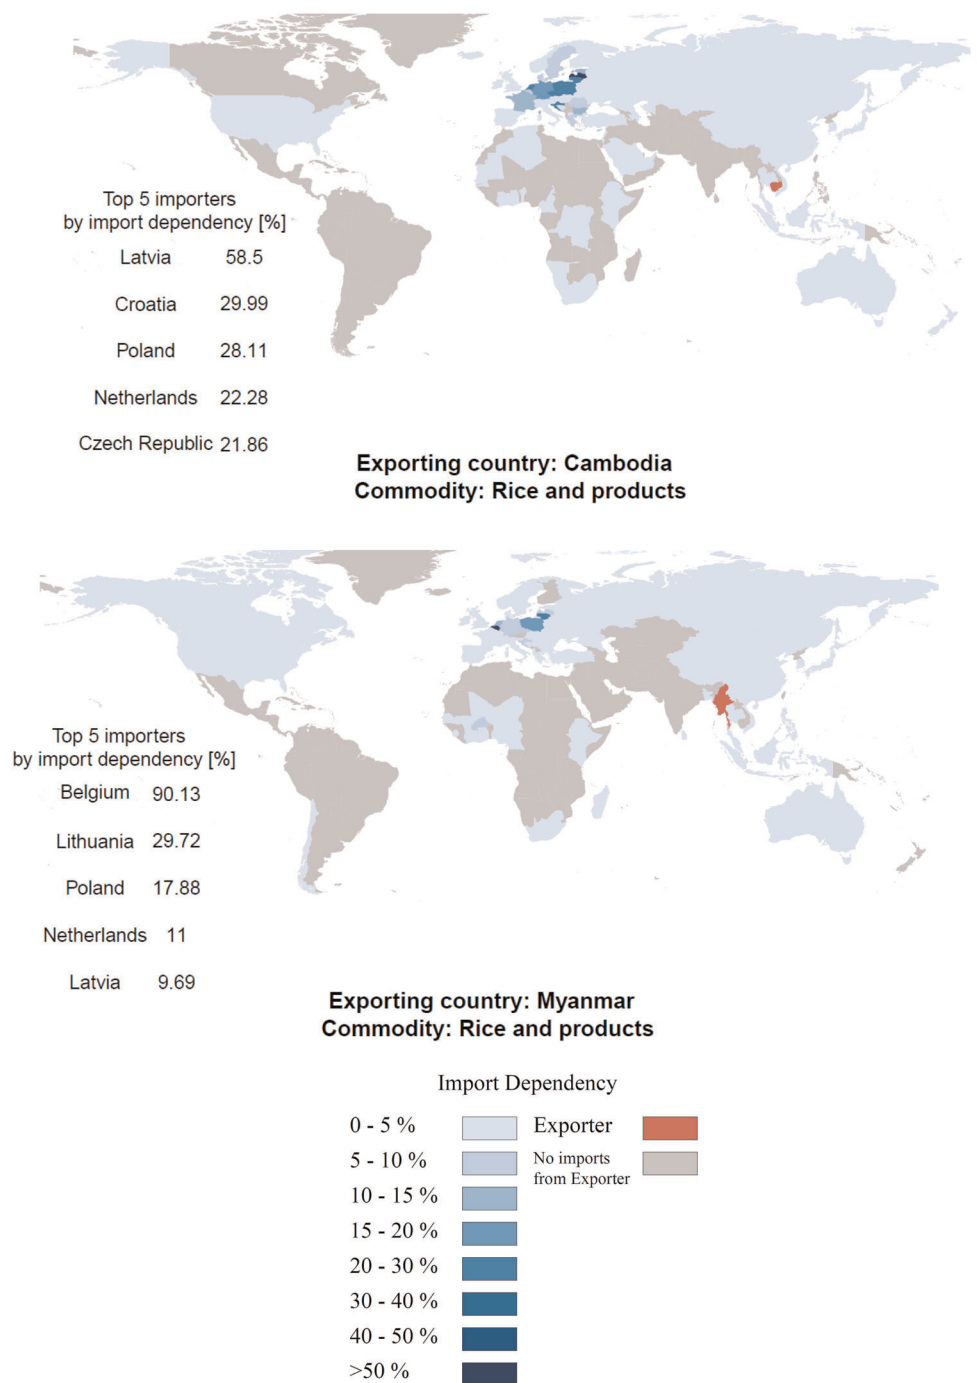 Top 5 importers
by import dependency [%]
Latvia 58.5
Croatia 29.99
Poland 28.11
Netherlands 22.28
Czech Republic 21.86
Exporting country: Cambodia
Commodity: Rice and products
Top 5 importers
by import dependency [%]
Belgium 90.13
Lithuania 29.72
Poland 17.88
Netherlands 11
Latvia 9.69
Exporting country: Myanmar
Commodity: Rice and products
Import Dependency
0 - 5 % Exporter
5 - 10 % No imports
from Exporter
10 - 15 %
15 - 20 %
20 - 30 %
30 - 40 %
40 - 50 %
>50 %